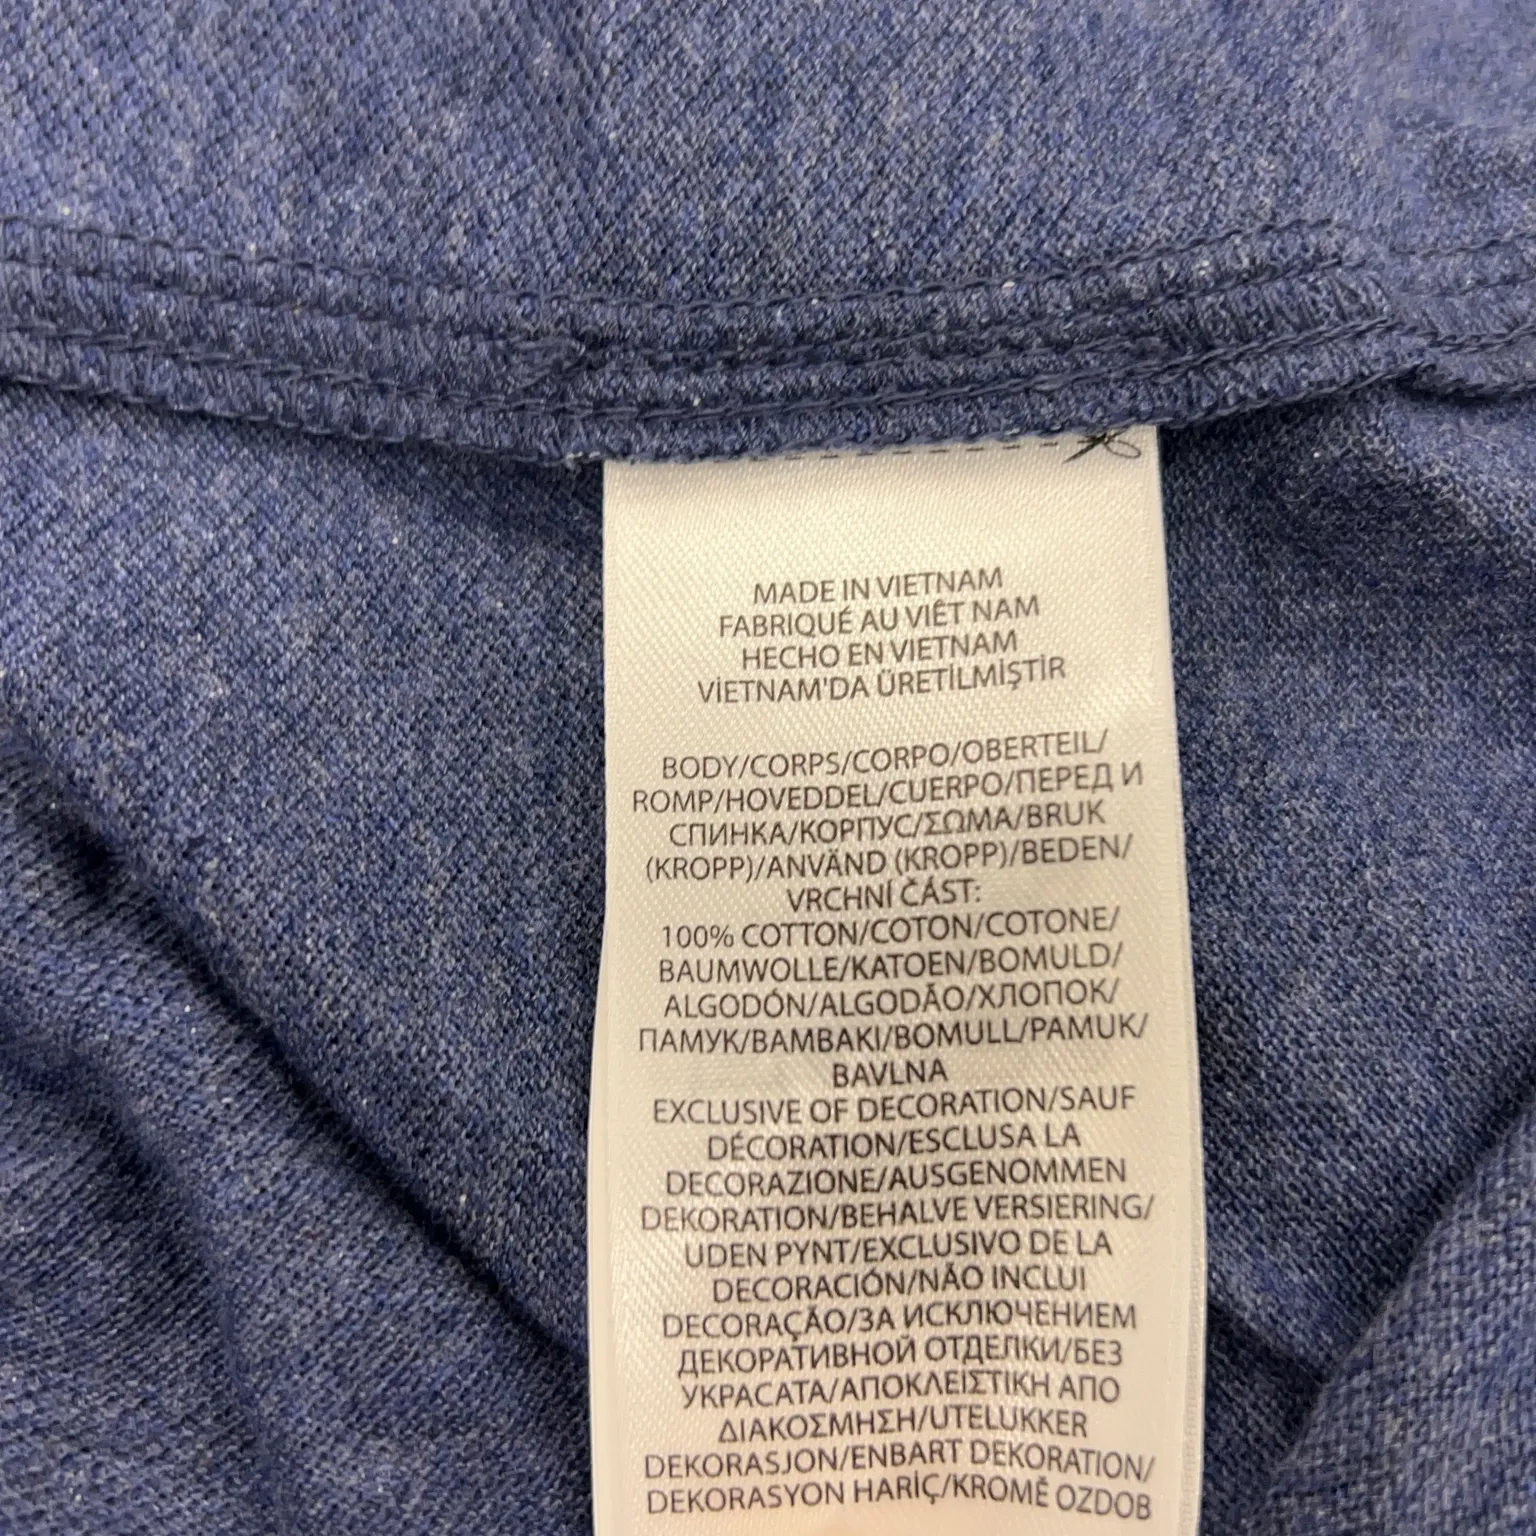 MADE IN VIETNAM
FABRIQUÉ AU VIÊT NAM
HECHO EN VIETNAM
VİETNAM'DA ÜRETİLMİŞTİR
BODY/CORPS/CORPO/OBERTEIL/
ROMP/HOVEDDEL/CUERPO/ПЕРЕД И
СПИНКА/КОРПУС/ΣΩΜΑ/BRUK
(KROPP)/ANVÄND (KROPP)/BEDEN/
VRCHNÍ ČÁST:
100% COTTON/COTON/COTONE/
BAUMWOLLE/KATOEN/BOMULD/
ALGODÓN/ALGODÃO/ХЛОПОК/
ПАМУК/ΒΑΜΒΑΚΙ/BOMULL/PAMUK/
BAVLNA
EXCLUSIVE OF DECORATION/SAUF
DÉCORATION/ESCLUSA LA
DECORAZIONE/AUSGENOMMEN
DEKORATION/BEHALVE VERSIERING/
UDEN PYNT/EXCLUSIVO DE LA
DECORACIÓN/NÃO INCLUI
DECORAÇÃO/ЗА ИСКЛЮЧЕНИЕМ
ДЕКОРАТИВНОЙ ОТДЕЛКИ/БЕЗ
УКРАСАТА/ΑΠΟΚΛΕΙΣΤΙΚΗ ΑΠΟ
ΔΙΑΚΟΣΜΗΣΗ/UTELUKKER
DEKORASJON/ENBART DEKORATION/
DEKORASYON HARİÇ/KROMĚ OZDOB